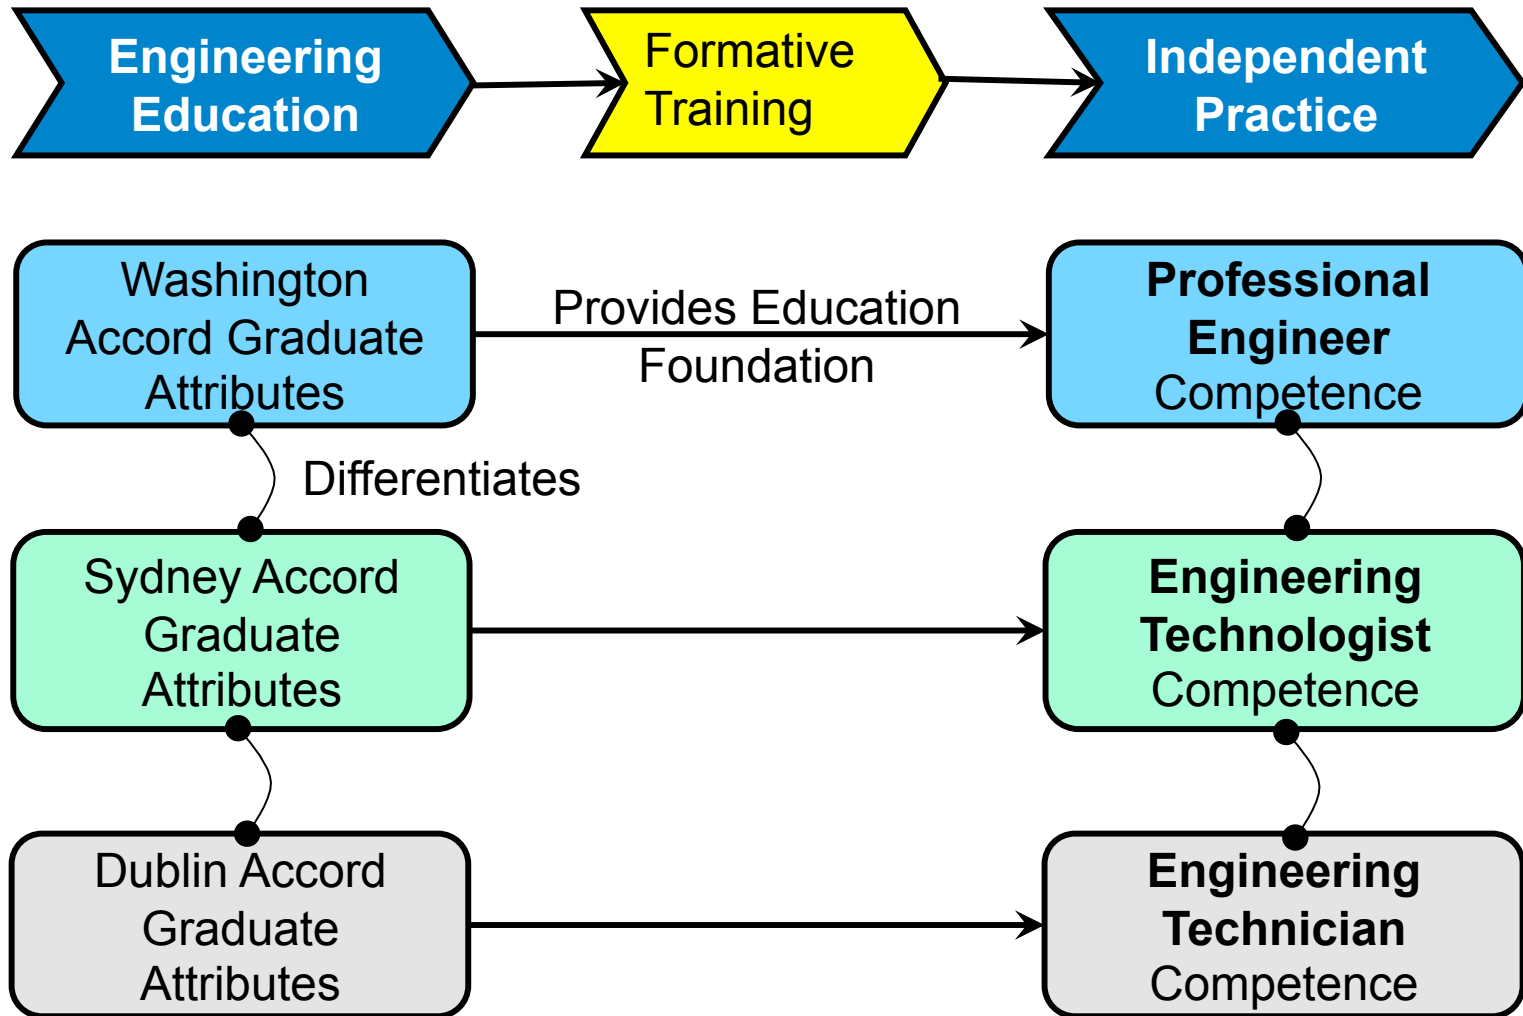 Engineering
Education
Formative
Training
Independent
Practice
Washington
Accord Graduate
Attributes
Provides Education
Foundation
Professional
Engineer
Competence
Differentiates
Sydney Accord
Graduate
Attributes
Engineering
Technologist
Competence
Dublin Accord
Graduate
Attributes
Engineering
Technician
Competence